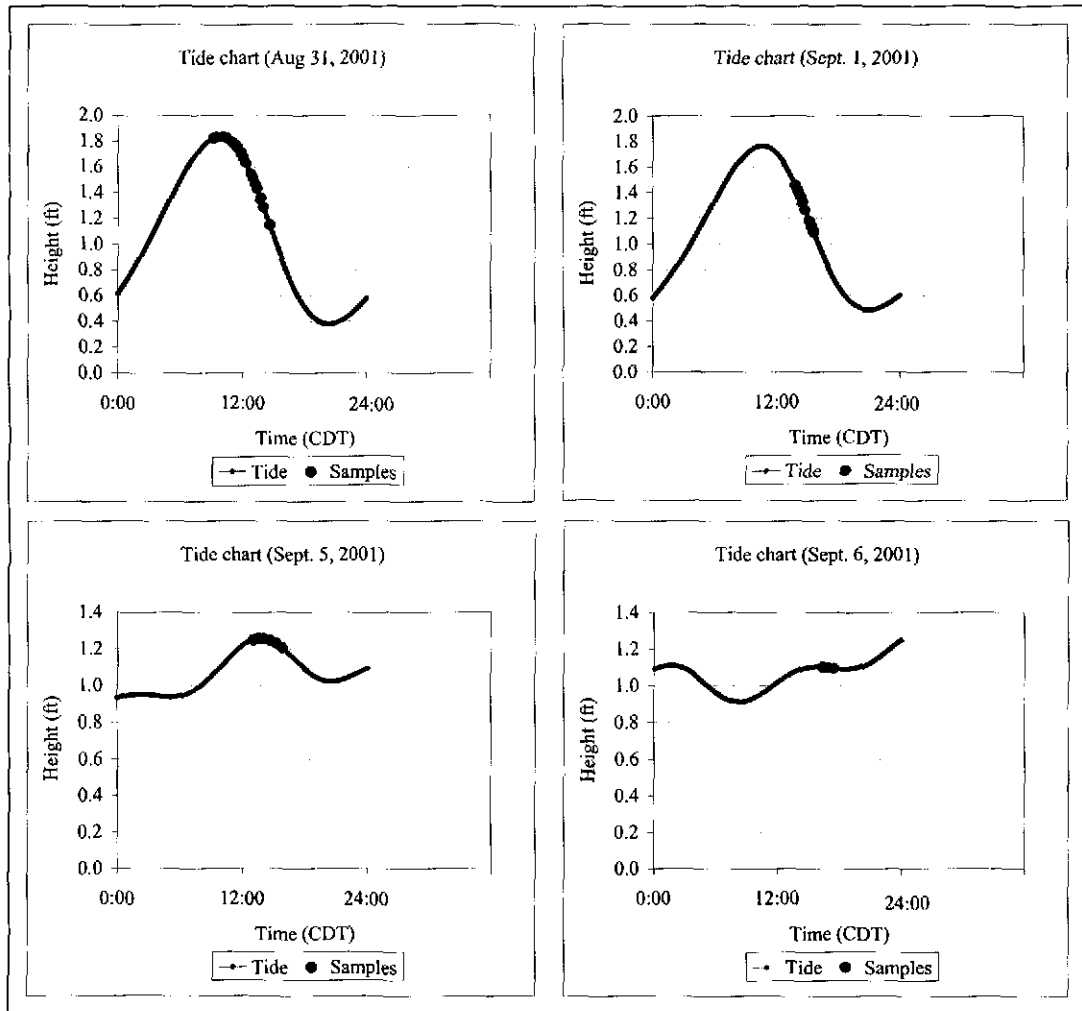 Tide chart (Aug 31, 2001)
2.0
1.8
1.6
1.4
1.2
1.0
0.8
0.6
0.4
0.2
0.0
Height (ft)
0:00 12:00 24:00
Time (CDT)
Tide Samples
Tide chart (Sept. 1, 2001)
2.0
1.8
1.6
1.4
1.2
1.0
0.8
0.6
0.4
0.2
0.0
Height (ft)
0:00 12:00 24:00
Time (CDT)
Tide Samples
Tide chart (Sept. 5, 2001)
1.4
1.2
1.0
0.8
0.6
0.4
0.2
0.0
Height (ft)
0:00 12:00 24:00
Time (CDT)
Tide Samples
Tide chart (Sept. 6, 2001)
1.4
1.2
1.0
0.8
0.6
0.4
0.2
0.0
Height (ft)
0:00 12:00 24:00
Time (CDT)
Tide Samples